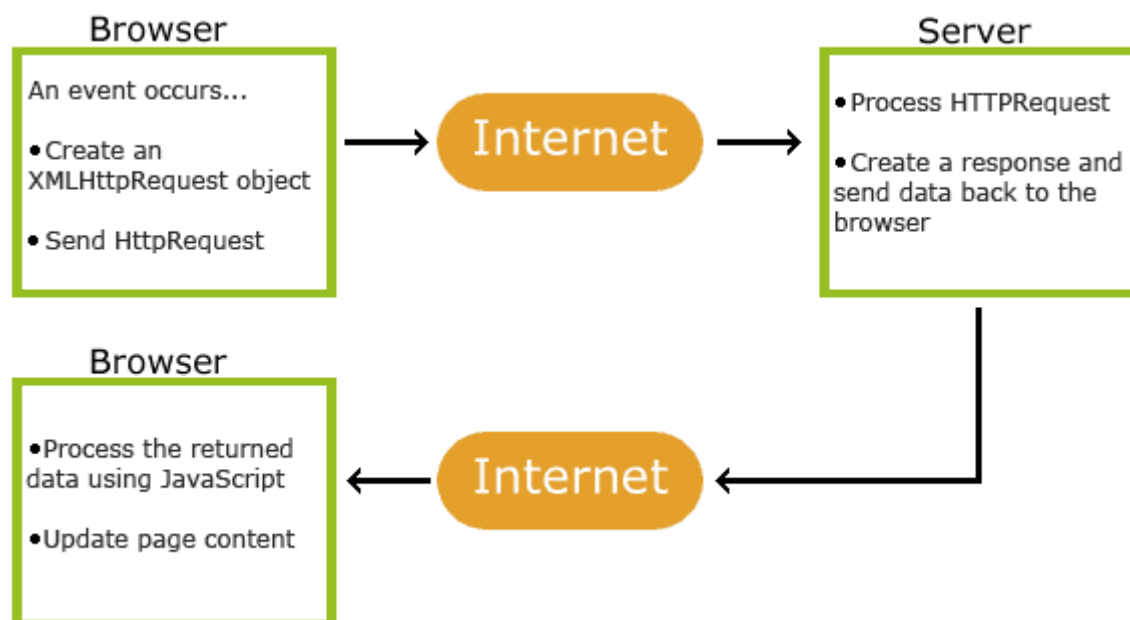 Browser
An event occurs...
•Create an
XMLHttpRequest object
• Send HttpRequest
Internet
Server
•Process HTTPRequest
•Create a response and
send data back to the
browser
Browser
•Process the returned
data using JavaScript
•Update page content
Internet